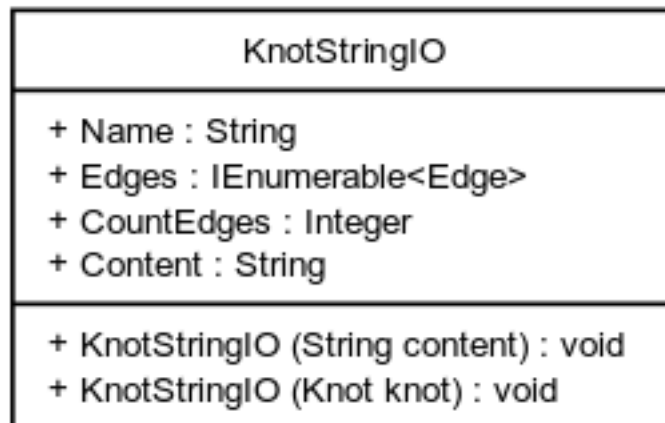 KnotStringIO
+ Name : String
+ Edges : IEnumerable<Edge>
+ CountEdges : Integer
+ Content : String
+ KnotStringIO (String content) : void
+ KnotStringIO (Knot knot) : void